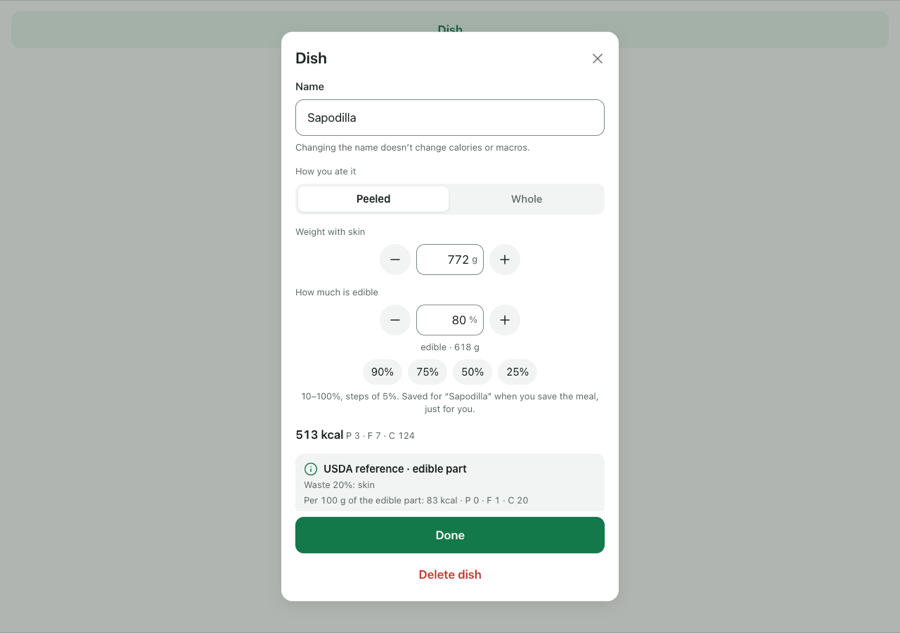 Dish
Dish
Name
Sapodilla
Changing the name doesn't change calories or macros.
How you ate it
Peeled Whole
Weight with skin
− 772 g +
How much is edible
− 80 % +
edible · 618 g
90% 75% 50% 25%
10–100%, steps of 5%. Saved for “Sapodilla” when you save the meal,
just for you.
513 kcal P 3 · F 7 · C 124
USDA reference · edible part
Waste 20%: skin
Per 100 g of the edible part: 83 kcal · P 0 · F 1 · C 20
Done
Delete dish